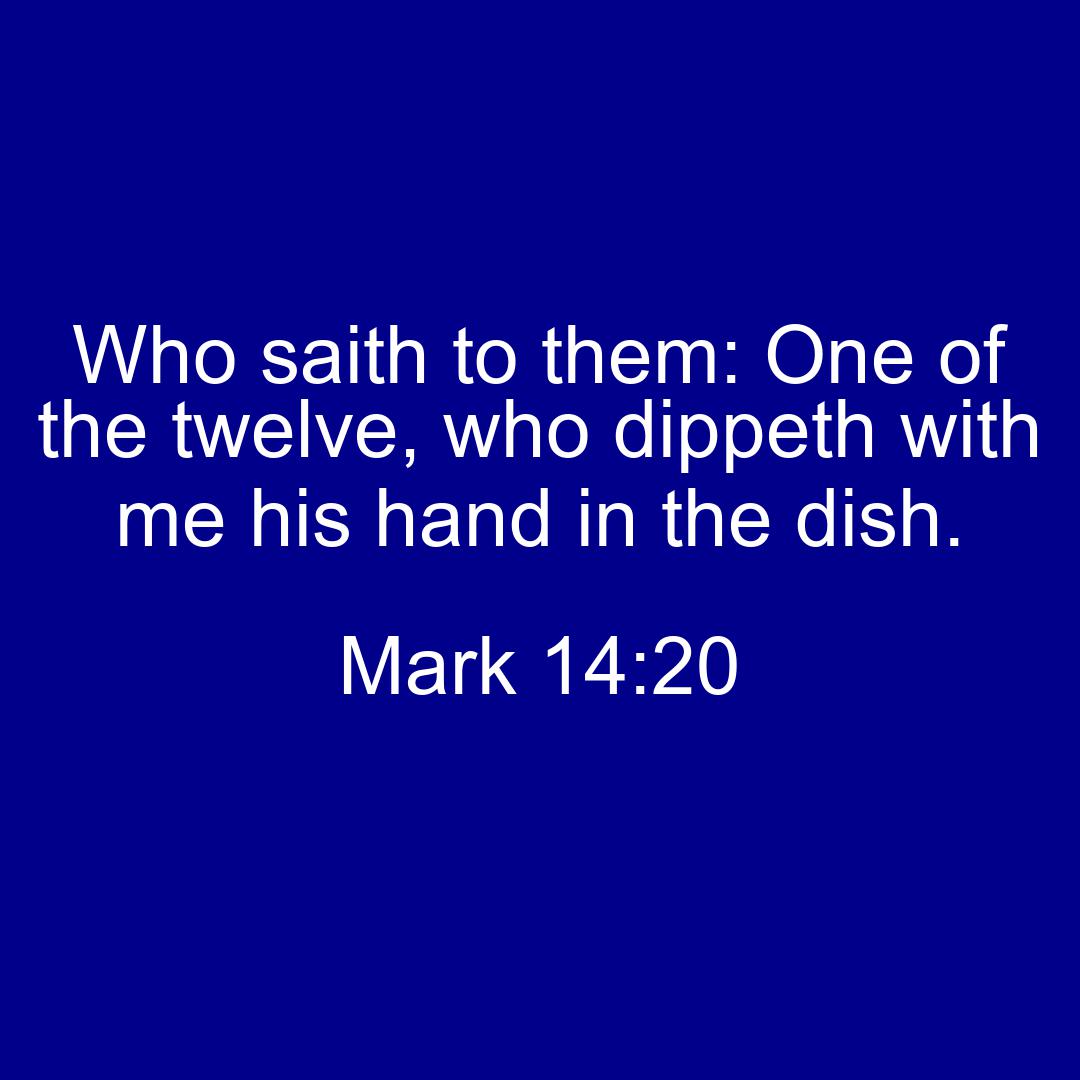 Who saith to them: One of
the twelve, who dippeth with
me his hand in the dish.
Mark 14:20